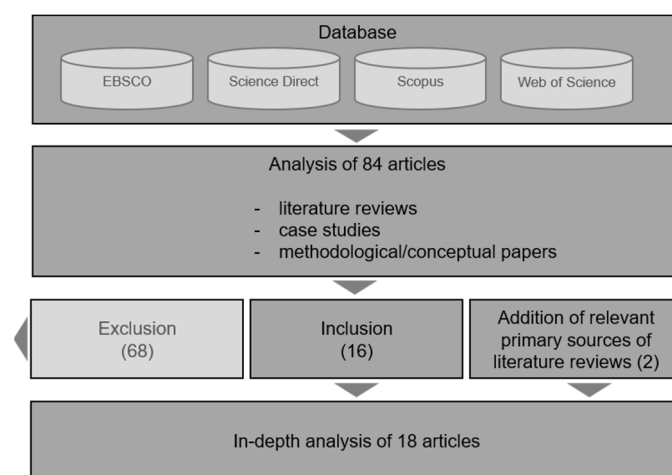 Database
EBSCO
Science Direct
Scopus
Web of Science
Analysis of 84 articles
- literature reviews
- case studies
- methodological/conceptual papers
Exclusion
(68)
Inclusion
(16)
Addition of relevant
primary sources of
literature reviews (2)
In-depth analysis of 18 articles